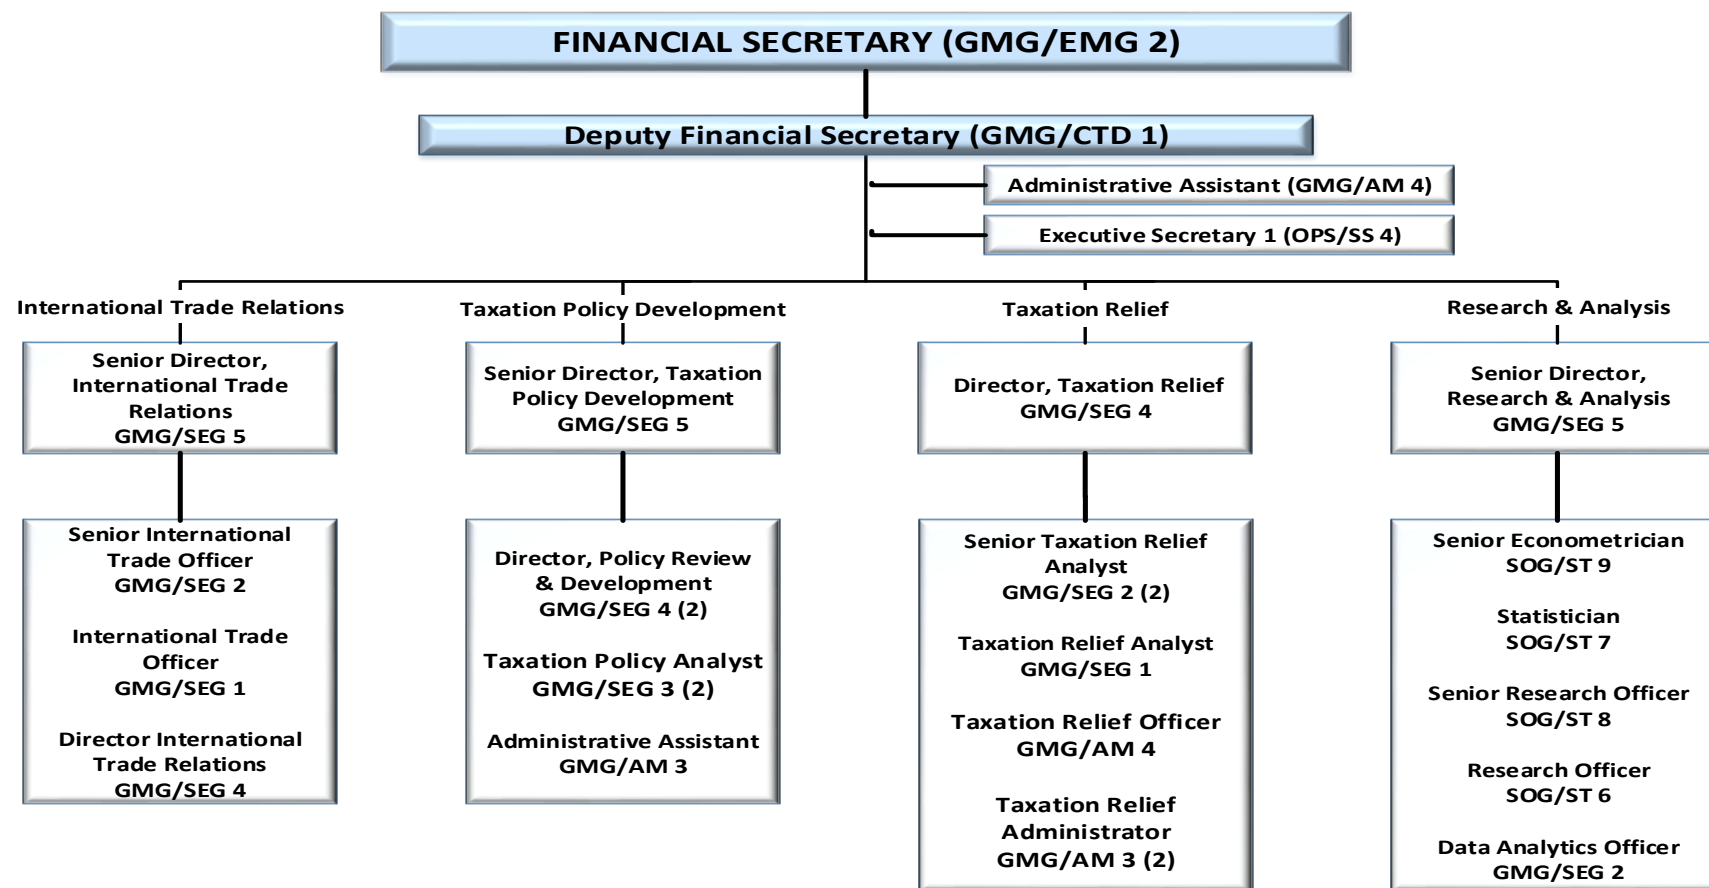 FINANCIAL SECRETARY (GMG/EMG 2)
Deputy Financial Secretary (GMG/CTD 1)
Administrative Assistant (GMG/AM 4)
Executive Secretary 1 (OPS/SS 4)
International Trade Relations
Taxation Policy Development
Taxation Relief
Research & Analysis
Senior Director,
International Trade
Relations
GMG/SEG 5
Senior Director, Taxation
Policy Development
GMG/SEG 5
Director, Taxation Relief
GMG/SEG 4
Senior Director,
Research & Analysis
GMG/SEG 5
Senior International
Trade Officer
GMG/SEG 2
International Trade
Officer
GMG/SEG 1
Director International
Trade Relations
GMG/SEG 4
Director, Policy Review
& Development
GMG/SEG 4 (2)
Taxation Policy Analyst
GMG/SEG 3 (2)
Administrative Assistant
GMG/AM 3
Senior Taxation Relief
Analyst
GMG/SEG 2 (2)
Taxation Relief Analyst
GMG/SEG 1
Taxation Relief Officer
GMG/AM 4
Taxation Relief
Administrator
GMG/AM 3 (2)
Senior Econometrician
SOG/ST 9
Statistician
SOG/ST 7
Senior Research Officer
SOG/ST 8
Research Officer
SOG/ST 6
Data Analytics Officer
GMG/SEG 2